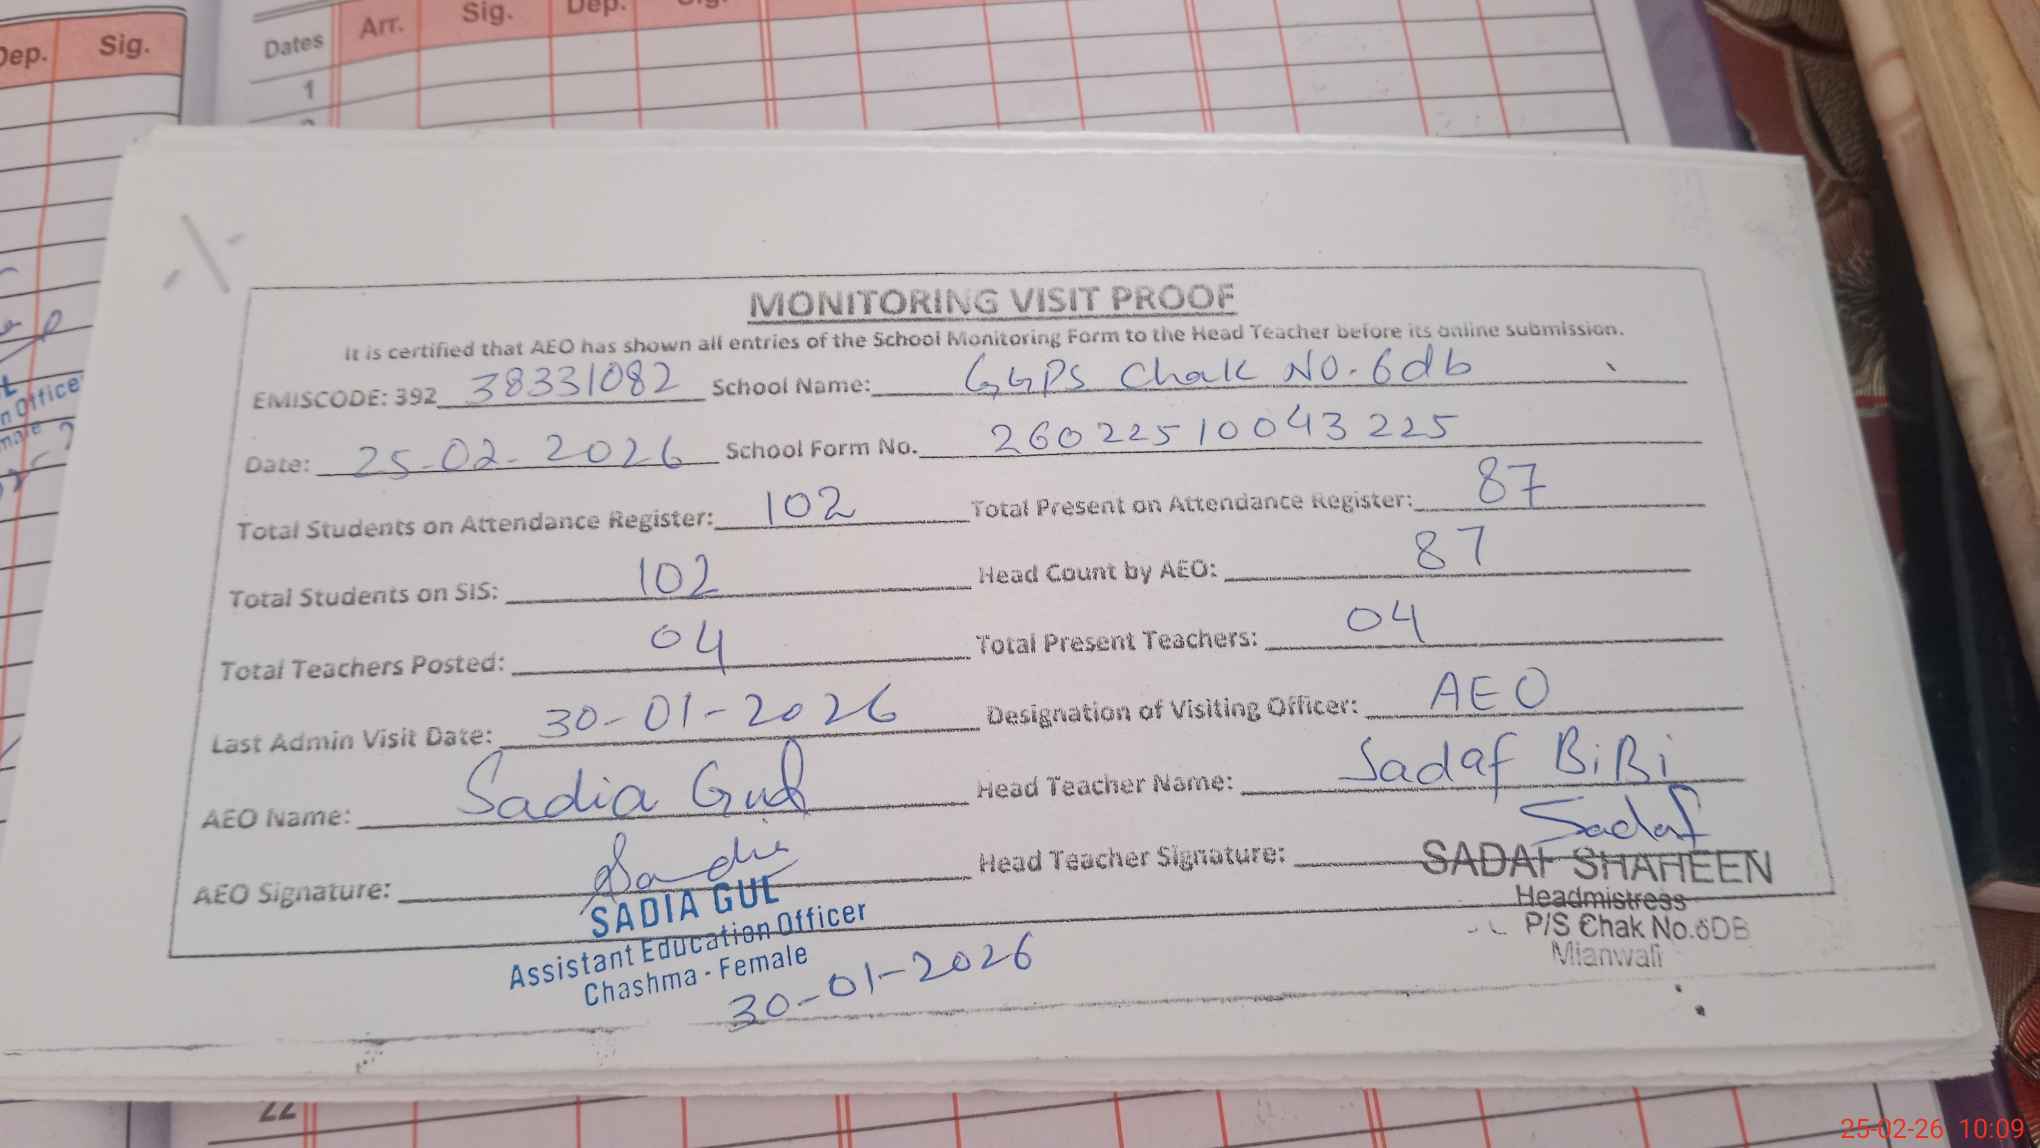 Dep. Sig.
Dates Arr. Sig. Dep. Sig.
1
MONITORING VISIT PROOF
It is certified that AEO has shown all entries of the School Monitoring Form to the Head Teacher before its online submission.
EMISCODE: 392 38331082 School Name: GGPS Chak NO. 6db
Date: 25-02-2026 School Form No. 26022510043225
Total Students on Attendance Register: 102 Total Present on Attendance Register: 87
Total Students on SIS: 102 Head Count by AEO: 87
Total Teachers Posted: 04 Total Present Teachers: 04
Last Admin Visit Date: 30-01-2026 Designation of Visiting Officer: AEO
AEO Name: Sadia Gul Head Teacher Name: Sadaf BiBi
AEO Signature: Sadia Head Teacher Signature: Sadaf
SADIA GUL
Assistant Education Officer
Chashma - Female
30-01-2026
SADAF SHAHEEN
Headmistress
P/S Chak No.6DB
Mianwali
22
25-02-26 10:09